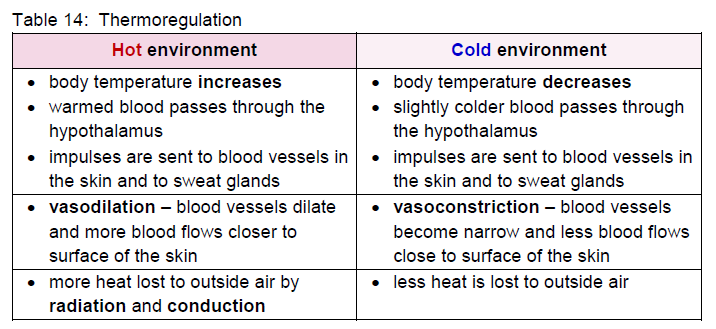 Table 14:  Thermoregulation
Hot environment
Cold environment
• body temperature increases
• warmed blood passes through the
hypothalamus
• impulses are sent to blood vessels in
the skin and to sweat glands
• body temperature decreases
• slightly colder blood passes through
the hypothalamus
• impulses are sent to blood vessels in
the skin and to sweat glands
• vasodilation – blood vessels dilate
and more blood flows closer to
surface of the skin
• vasoconstriction – blood vessels
become narrow and less blood flows
close to surface of the skin
• more heat lost to outside air by
radiation and conduction
• less heat is lost to outside air